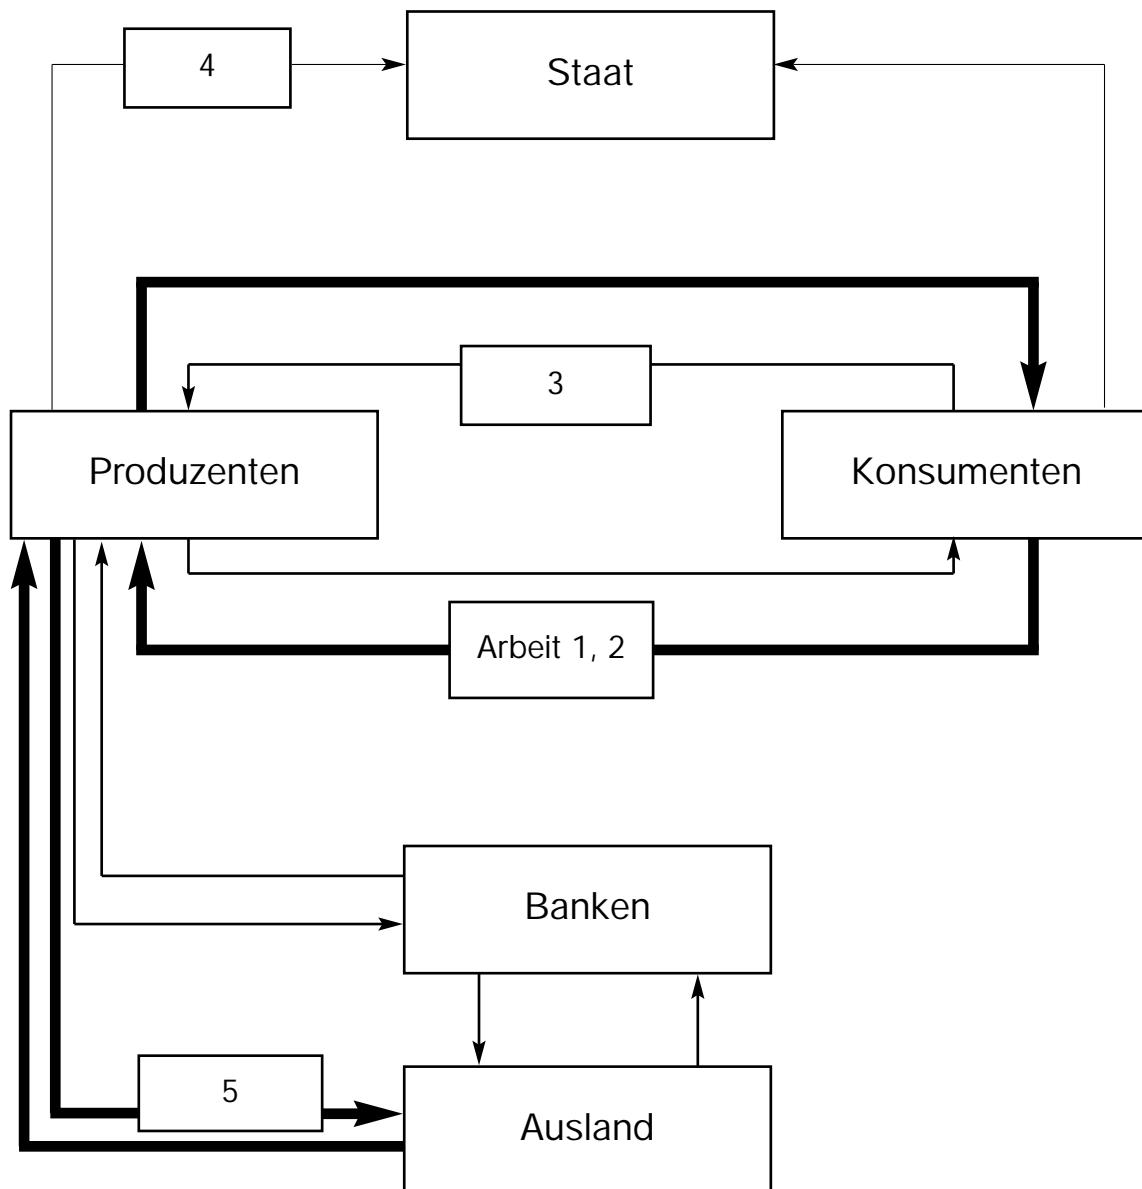 4
Staat
3
Produzenten
Konsumenten
Arbeit 1, 2
Banken
5
Ausland